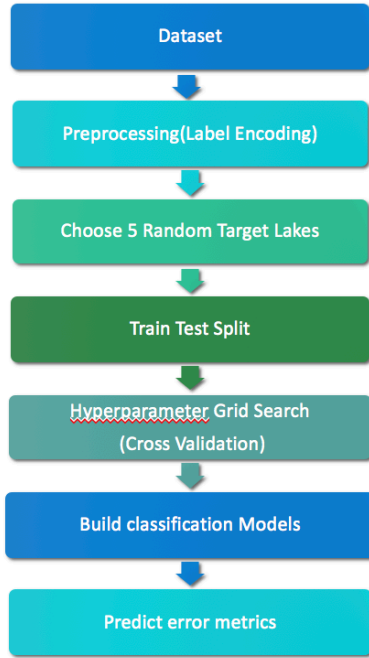 Dataset
Preprocessing(Label Encoding)
Choose 5 Random Target Lakes
Train Test Split
Hyperparameter Grid Search
(Cross Validation)
Build classification Models
Predict error metrics